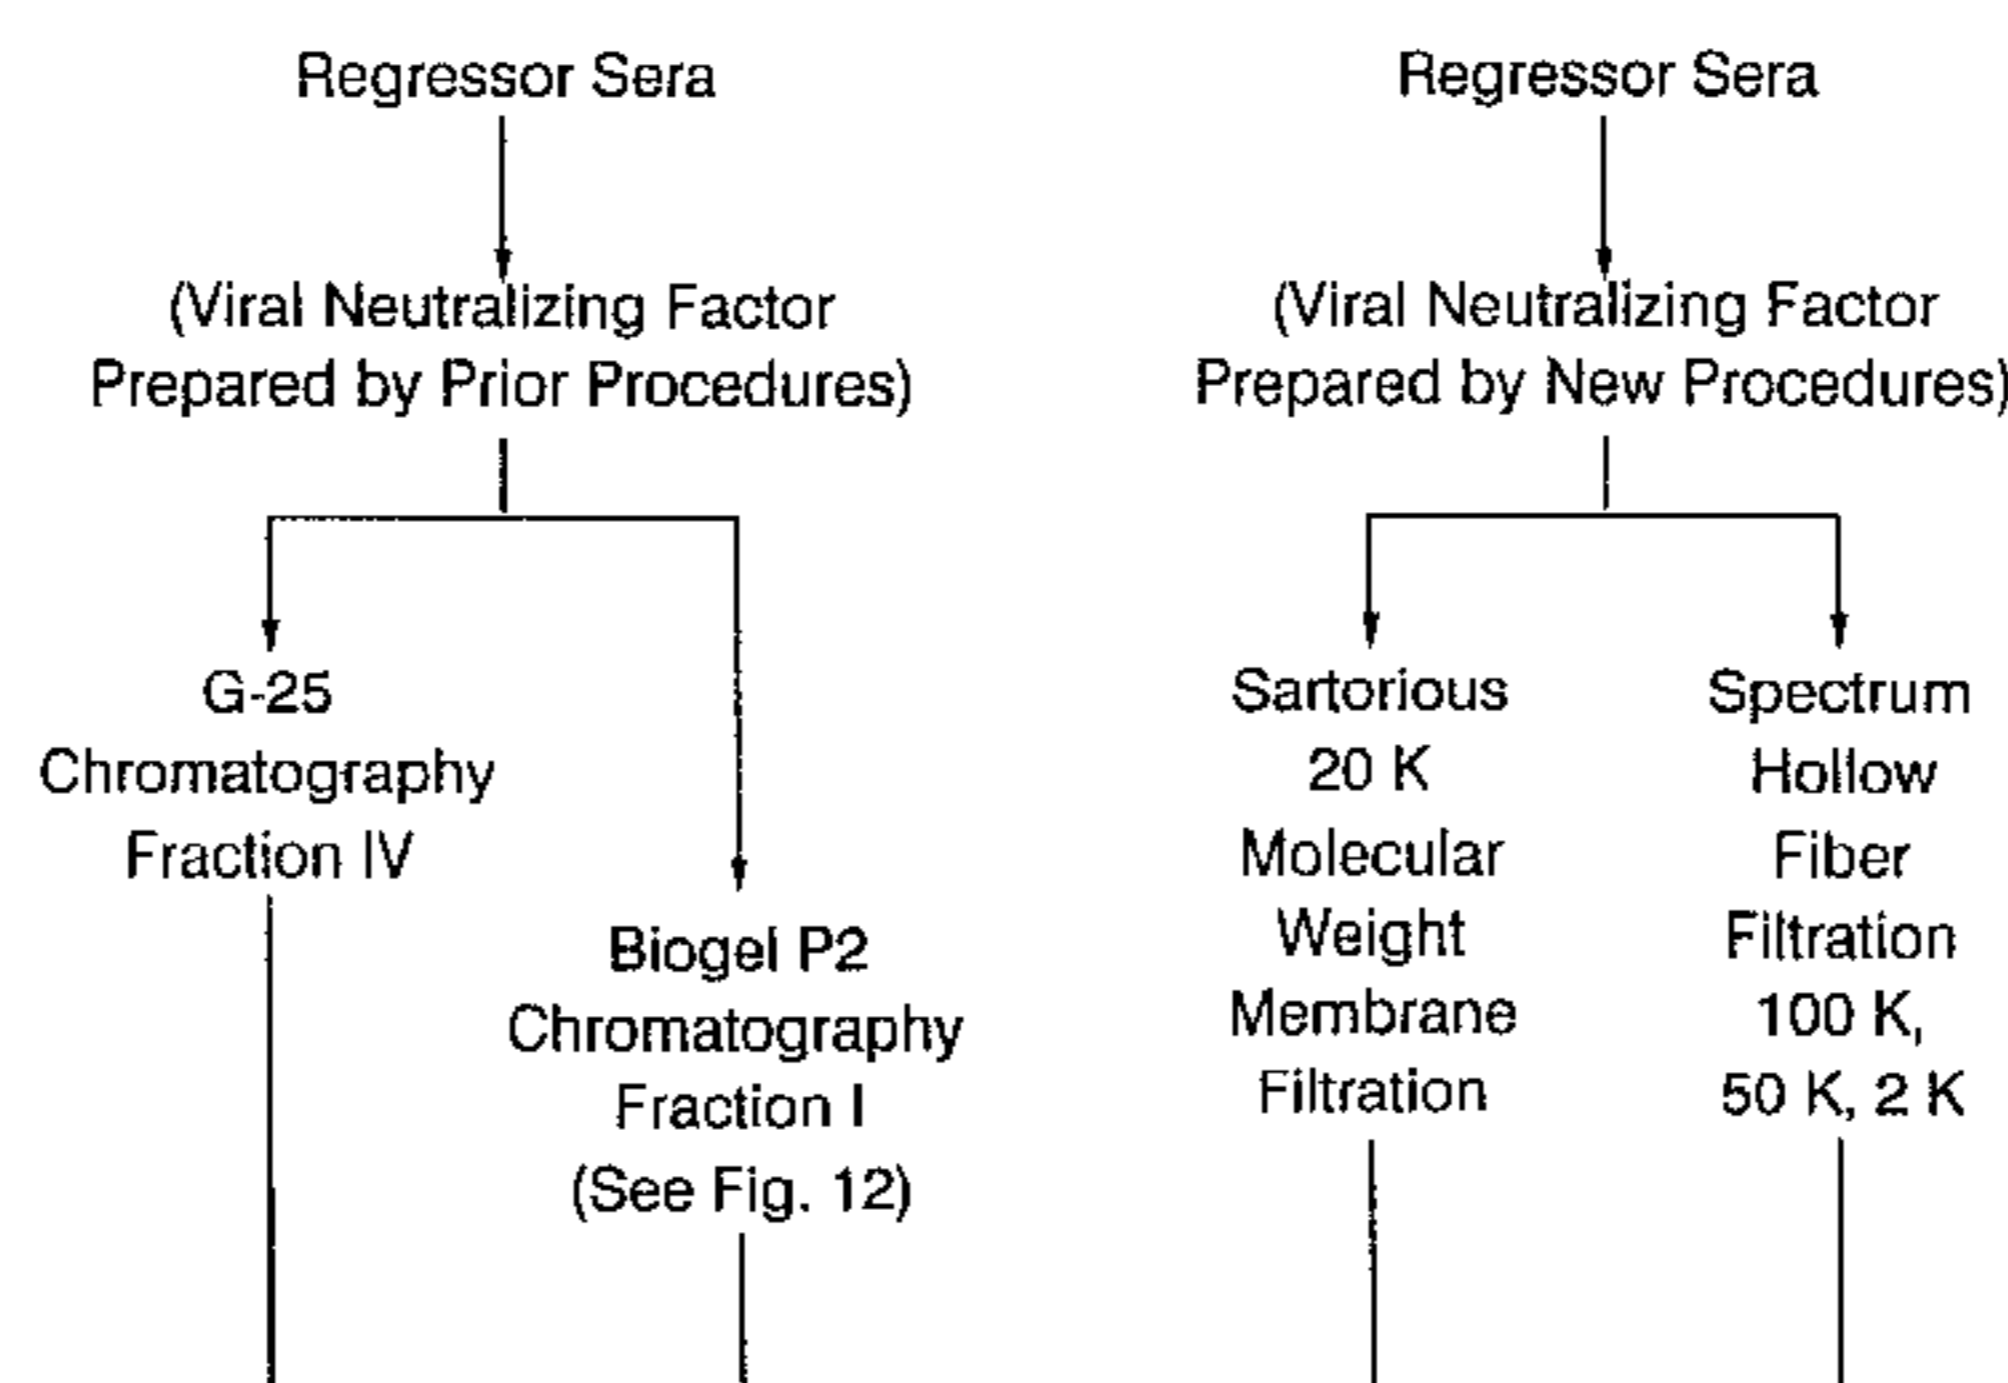 Regressor Sera
(Viral Neutralizing Factor
Prepared by Prior Procedures)
G-25
Chromatography
Fraction IV
Biogel P2
Chromatography
Fraction I
(See Fig. 12)
Regressor Sera
(Viral Neutralizing Factor
Prepared by New Procedures)
Sartorious
20 K
Molecular
Weight
Membrane
Filtration
Spectrum
Hollow
Fiber
Filtration
100 K,
50 K, 2 K